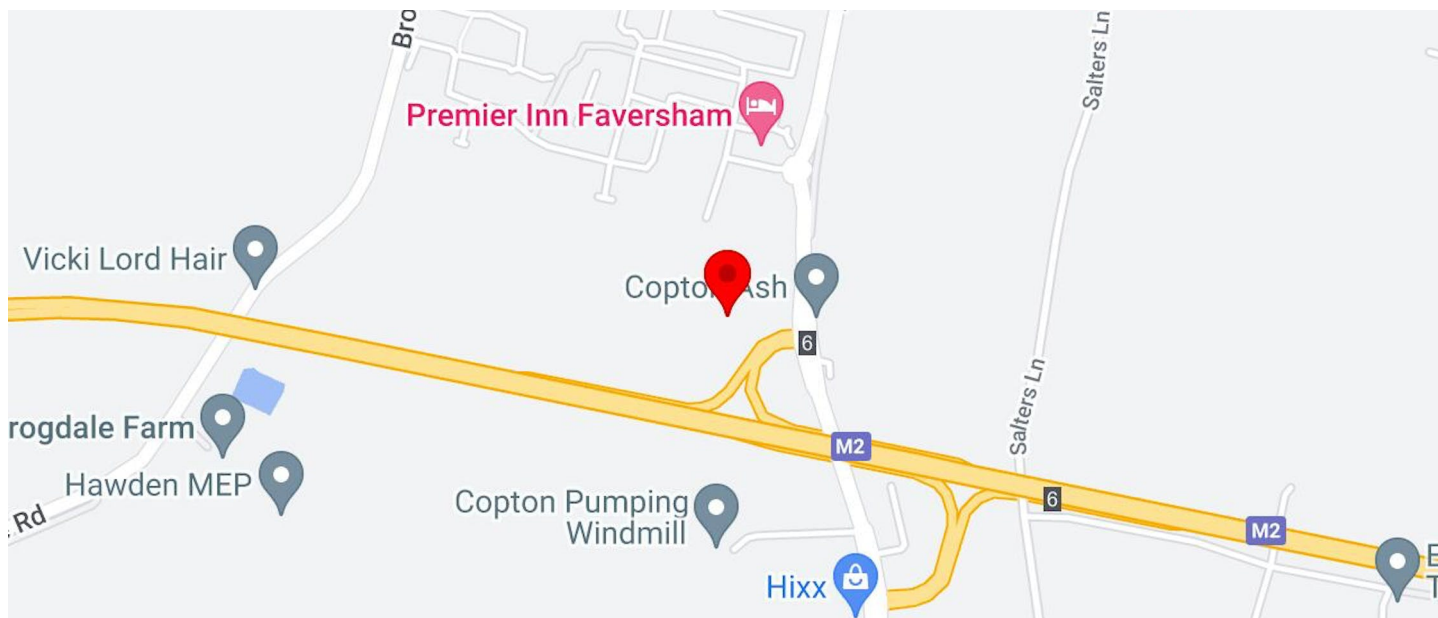 Bro
Salters Ln
Premier Inn Faversham
Vicki Lord Hair
Copton Ash
6
Salters Ln
rogdale Farm
M2
Hawden MEP
6
Copton Pumping
Windmill
Rd
M2
Hixx
E
T